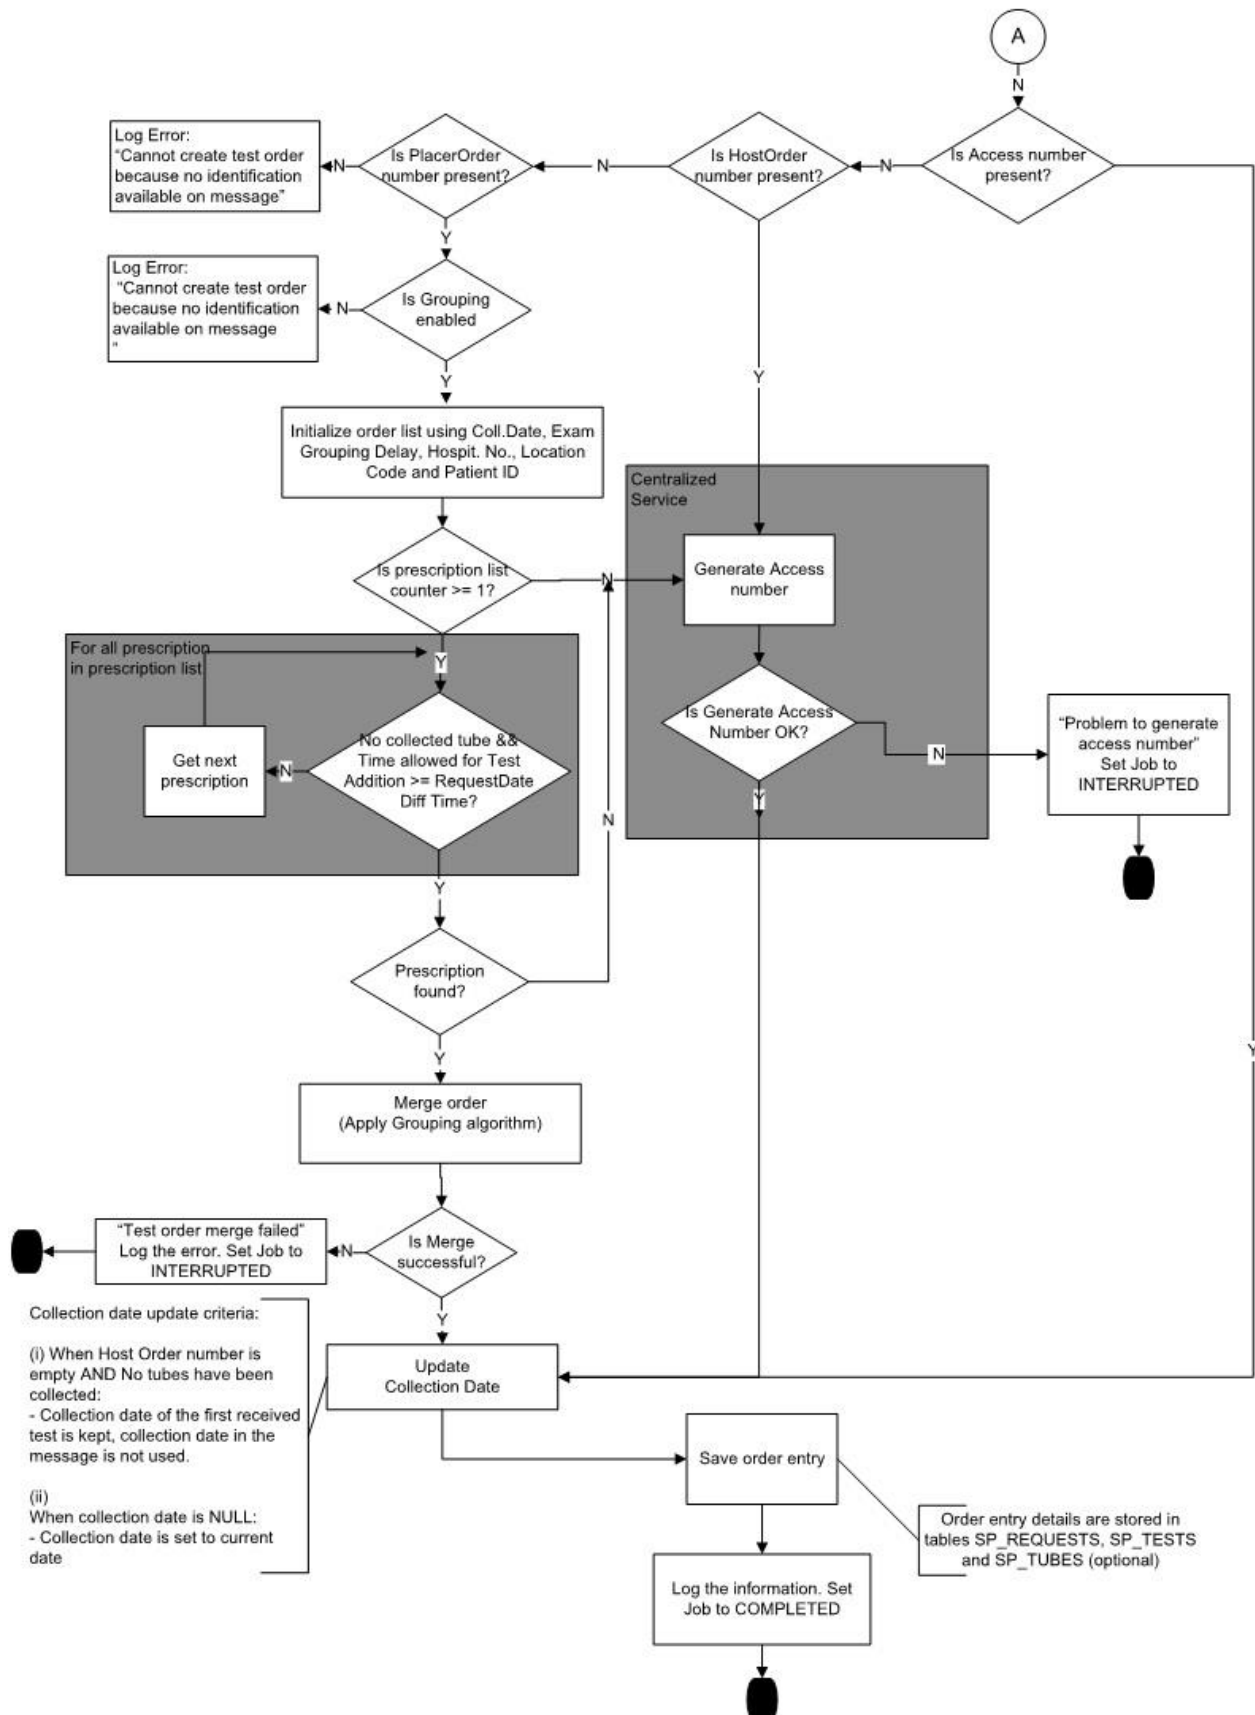 A
N
Is Access number
present?
N
Is HostOrder
number present?
N
Is PlacerOrder
number present?
N
Log Error:
“Cannot create test order
because no identification
available on message”
Y
Log Error:
“Cannot create test order
because no identification
available on message
”
N
Is Grouping
enabled
Y
Y
Initialize order list using Coll.Date, Exam
Grouping Delay, Hospit. No., Location
Code and Patient ID
Centralized
Service
Is prescription list
counter >= 1?
N
Generate Access
number
For all prescription
in prescription list
Y
Get next
prescription
N
No collected tube &&
Time allowed for Test
Addition >= RequestDate
Diff Time?
Is Generate Access
Number OK?
N
“Problem to generate
access number”
Set Job to
INTERRUPTED
Y
N
Y
Prescription
found?
Y
Y
Merge order
(Apply Grouping algorithm)
“Test order merge failed”
Log the error. Set Job to
INTERRUPTED
N
Is Merge
successful?
Y
Collection date update criteria:
(i) When Host Order number is
empty AND No tubes have been
collected:
- Collection date of the first received
test is kept, collection date in the
message is not used.
(ii)
When collection date is NULL:
- Collection date is set to current
date
Update
Collection Date
Save order entry
Order entry details are stored in
tables SP_REQUESTS, SP_TESTS
and SP_TUBES (optional)
Log the information. Set
Job to COMPLETED